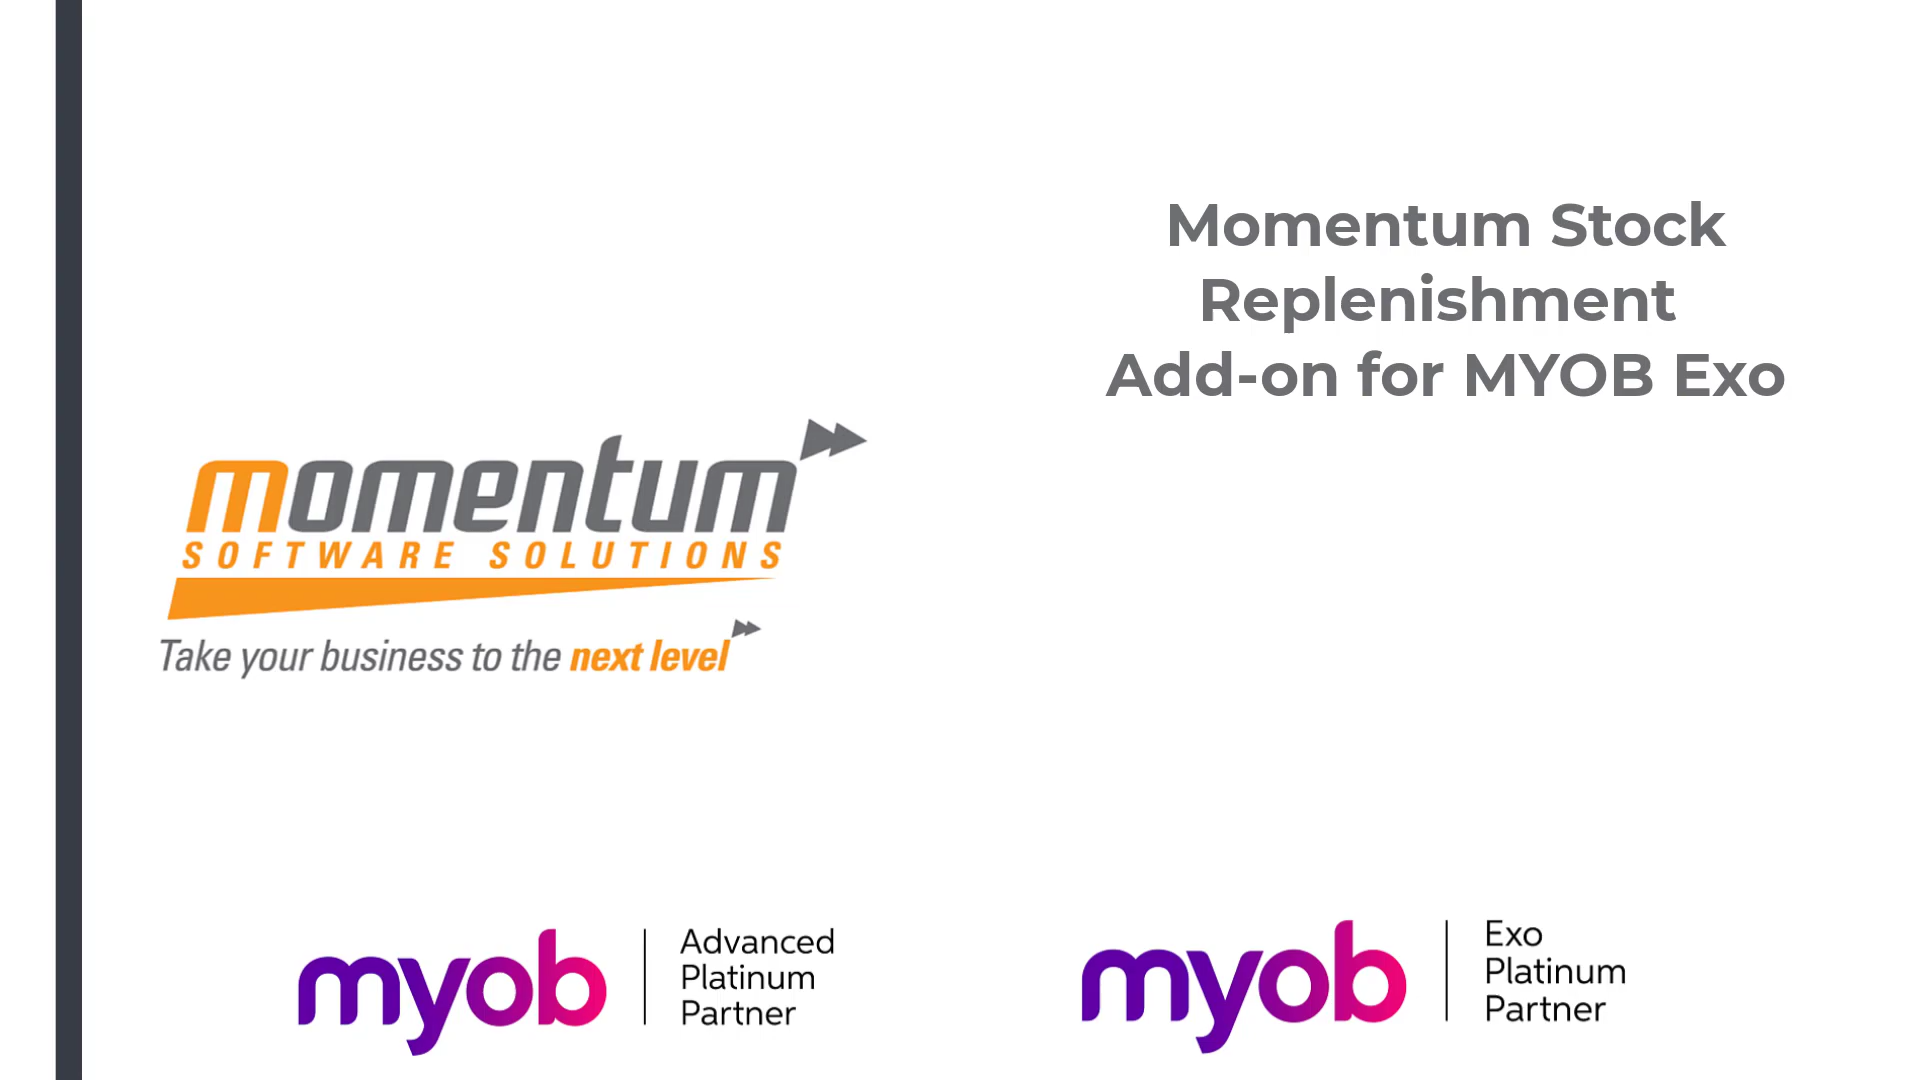 Momentum Stock
Replenishment
Add-on for MYOB Exo
momentum
SOFTWARE SOLUTIONS
Take your business to the next level
myob
Advanced
Platinum
Partner
myob
Exo
Platinum
Partner